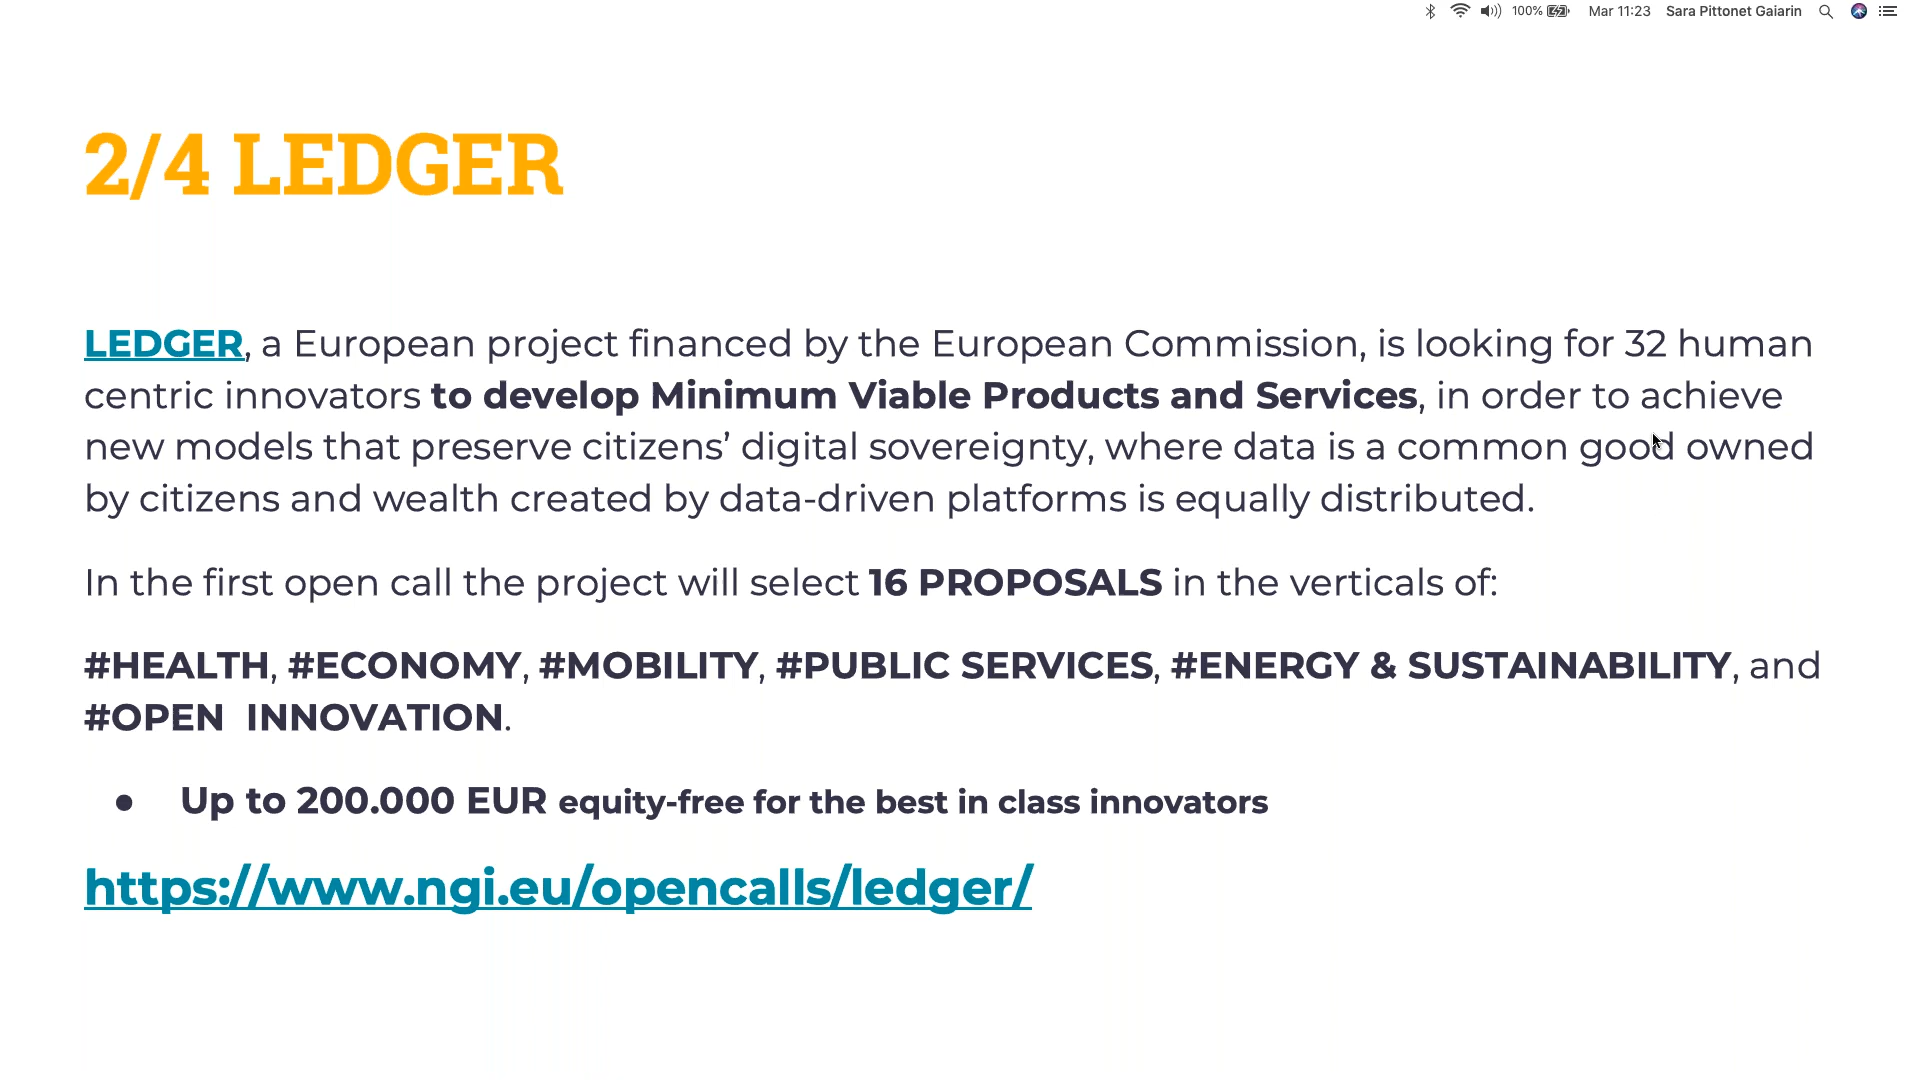 100% Mar 11:23 Sara Pittonet Gaiarin
2/4 LEDGER
LEDGER, a European project financed by the European Commission, is looking for 32 human
centric innovators to develop Minimum Viable Products and Services, in order to achieve
new models that preserve citizens’ digital sovereignty, where data is a common good owned
by citizens and wealth created by data-driven platforms is equally distributed.
In the first open call the project will select 16 PROPOSALS in the verticals of:
#HEALTH, #ECONOMY, #MOBILITY, #PUBLIC SERVICES, #ENERGY & SUSTAINABILITY, and
#OPEN  INNOVATION.
● Up to 200.000 EUR equity-free for the best in class innovators
https://www.ngi.eu/opencalls/ledger/